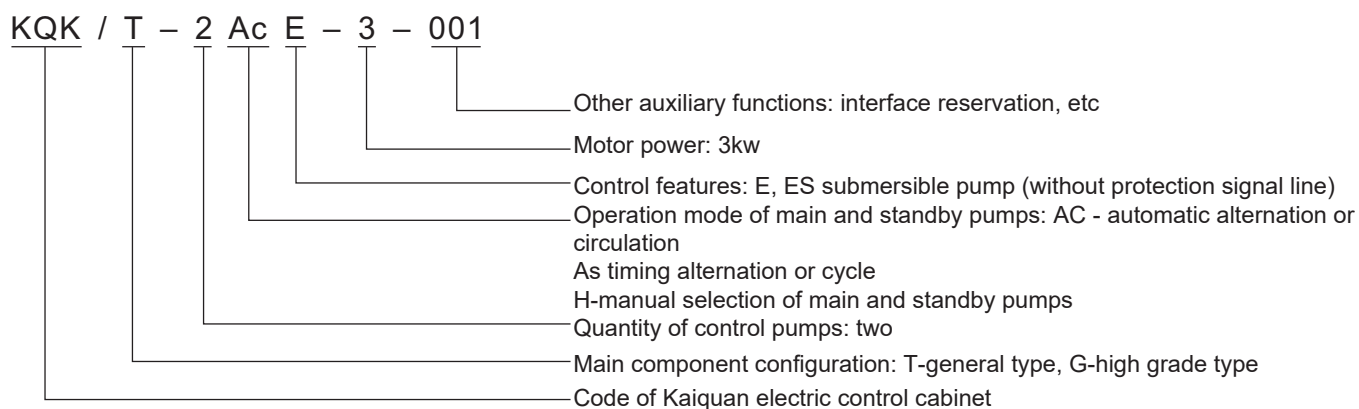 KQK / T – 2 Ac E – 3 – 001
Other auxiliary functions: interface reservation, etc
Motor power: 3kw
Control features: E, ES submersible pump (without protection signal line)
Operation mode of main and standby pumps: AC - automatic alternation or
circulation
As timing alternation or cycle
H-manual selection of main and standby pumps
Quantity of control pumps: two
Main component configuration: T-general type, G-high grade type
Code of Kaiquan electric control cabinet